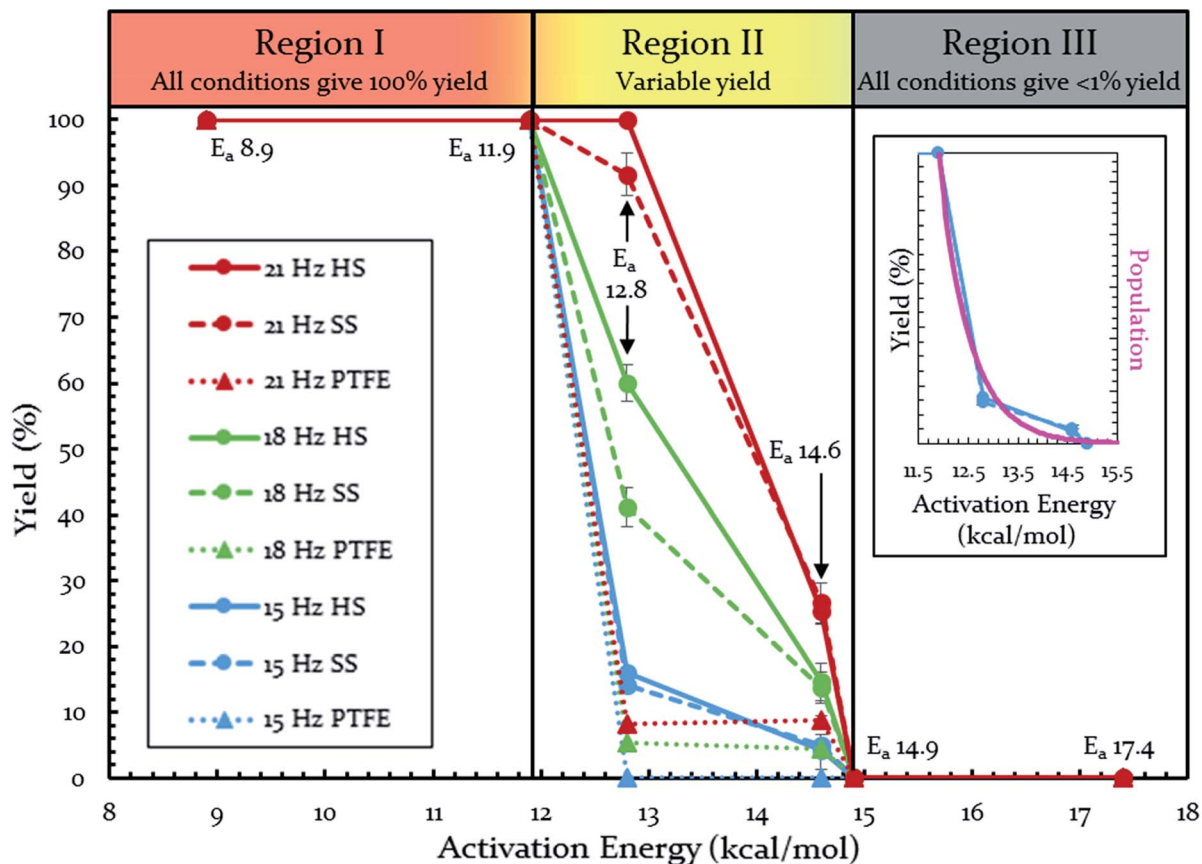 Region I
All conditions give 100% yield
Region II
Variable yield
Region III
All conditions give <1% yield
100
90
80
70
60
50
40
30
20
10
0
Yield (%)
Eₐ 8.9
Eₐ 11.9
Eₐ
12.8
Eₐ 14.6
Eₐ 14.9
Eₐ 17.4
21 Hz HS
21 Hz SS
21 Hz PTFE
18 Hz HS
18 Hz SS
18 Hz PTFE
15 Hz HS
15 Hz SS
15 Hz PTFE
Yield (%)
Population
11.5 12.5 13.5 14.5 15.5
Activation Energy
(kcal/mol)
8 9 10 11 12 13 14 15 16 17 18
Activation Energy (kcal/mol)